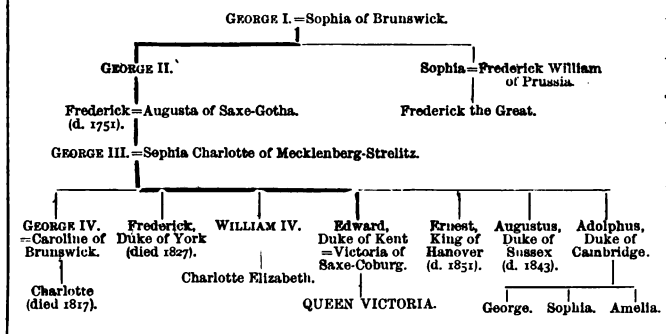 GEORGE I.=Sophia of Brunswick.
GEORGE II.
Sophia=Frederick William
of Prussia.
Frederick=Augusta of Saxe-Gotha.
(d. 1751).
Frederick the Great.
GEORGE III.=Sophia Charlotte of Mecklenberg-Strelitz.
GEORGE IV.
=Caroline of
Brunswick.
Charlotte
(died 1817).
Frederick,
Duke of York
(died 1827).
WILLIAM IV.
Charlotte Elizabeth.
Edward,
Duke of Kent
=Victoria of
Saxe-Coburg.
QUEEN VICTORIA.
Ernest,
King of
Hanover
(d. 1851).
Augustus,
Duke of
Sussex
(d. 1843).
Adolphus,
Duke of
Cambridge.
George. Sophia. Amelia.